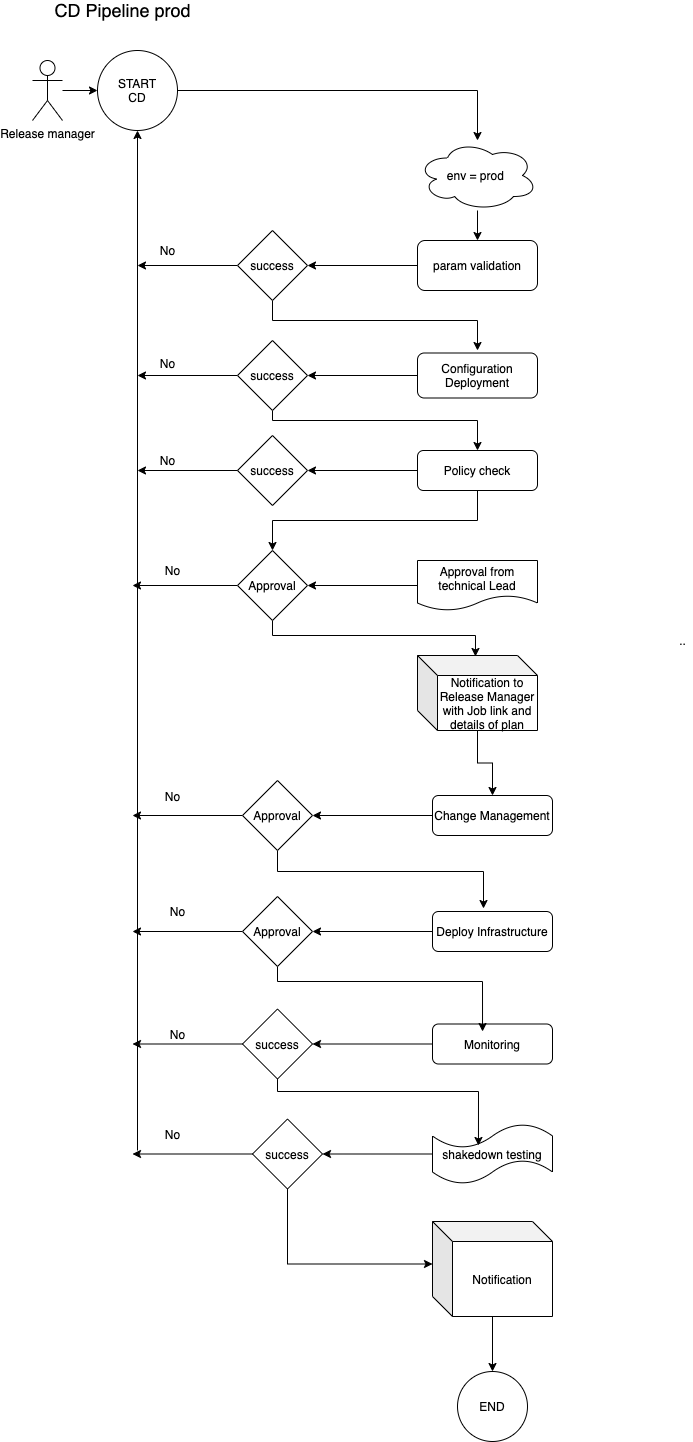 CD Pipeline prod
START
CD
Release manager
env = prod
No
success
param validation
No
success
Configuration
Deployment
No
success
Policy check
No
Approval
Approval from
technical Lead
..
Notification to
Release Manager
with Job link and
details of plan
No
Approval
Change Management
No
Approval
Deploy Infrastructure
No
success
Monitoring
No
success
shakedown testing
Notification
END